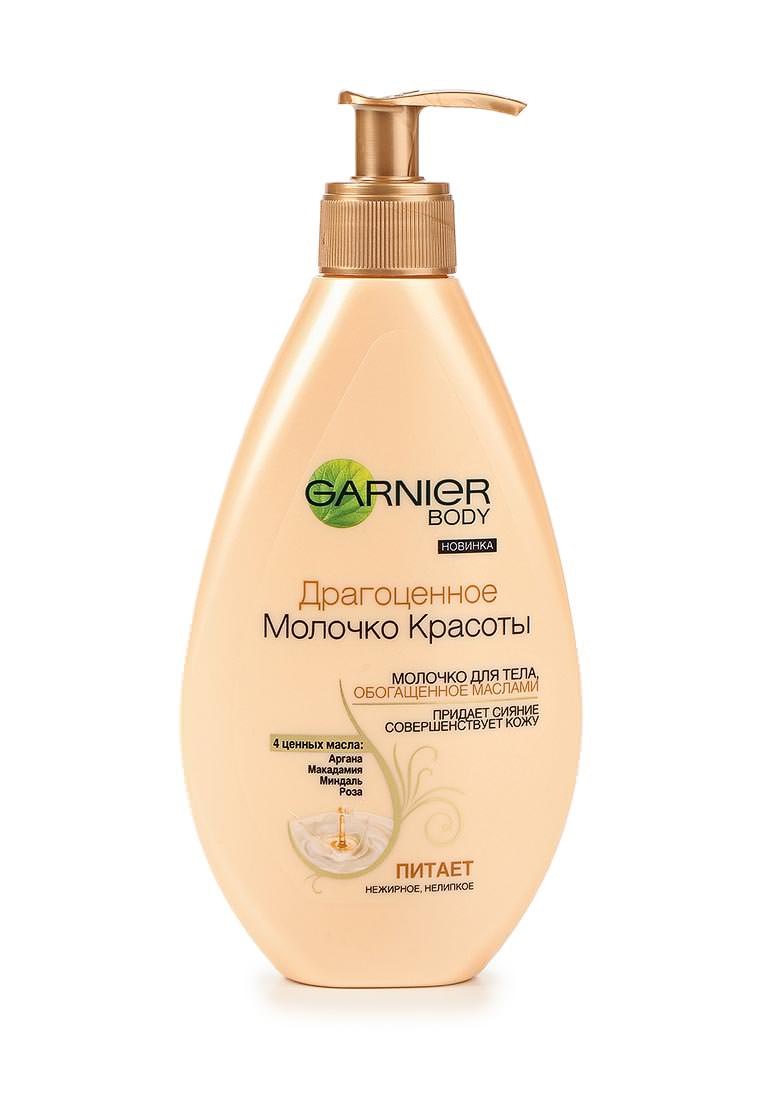 GARNIER
BODY
НОВИНКА
Драгоценное
Молочко Красоты
МОЛОЧКО ДЛЯ ТЕЛА,
ОБОГАЩЕННОЕ МАСЛАМИ
ПРИДАЕТ СИЯНИЕ
СОВЕРШЕНСТВУЕТ КОЖУ
4 ценных масла:
Аргана
Макадамия
Миндаль
Роза
ПИТАЕТ
НЕЖИРНОЕ, НЕЛИПКОЕ